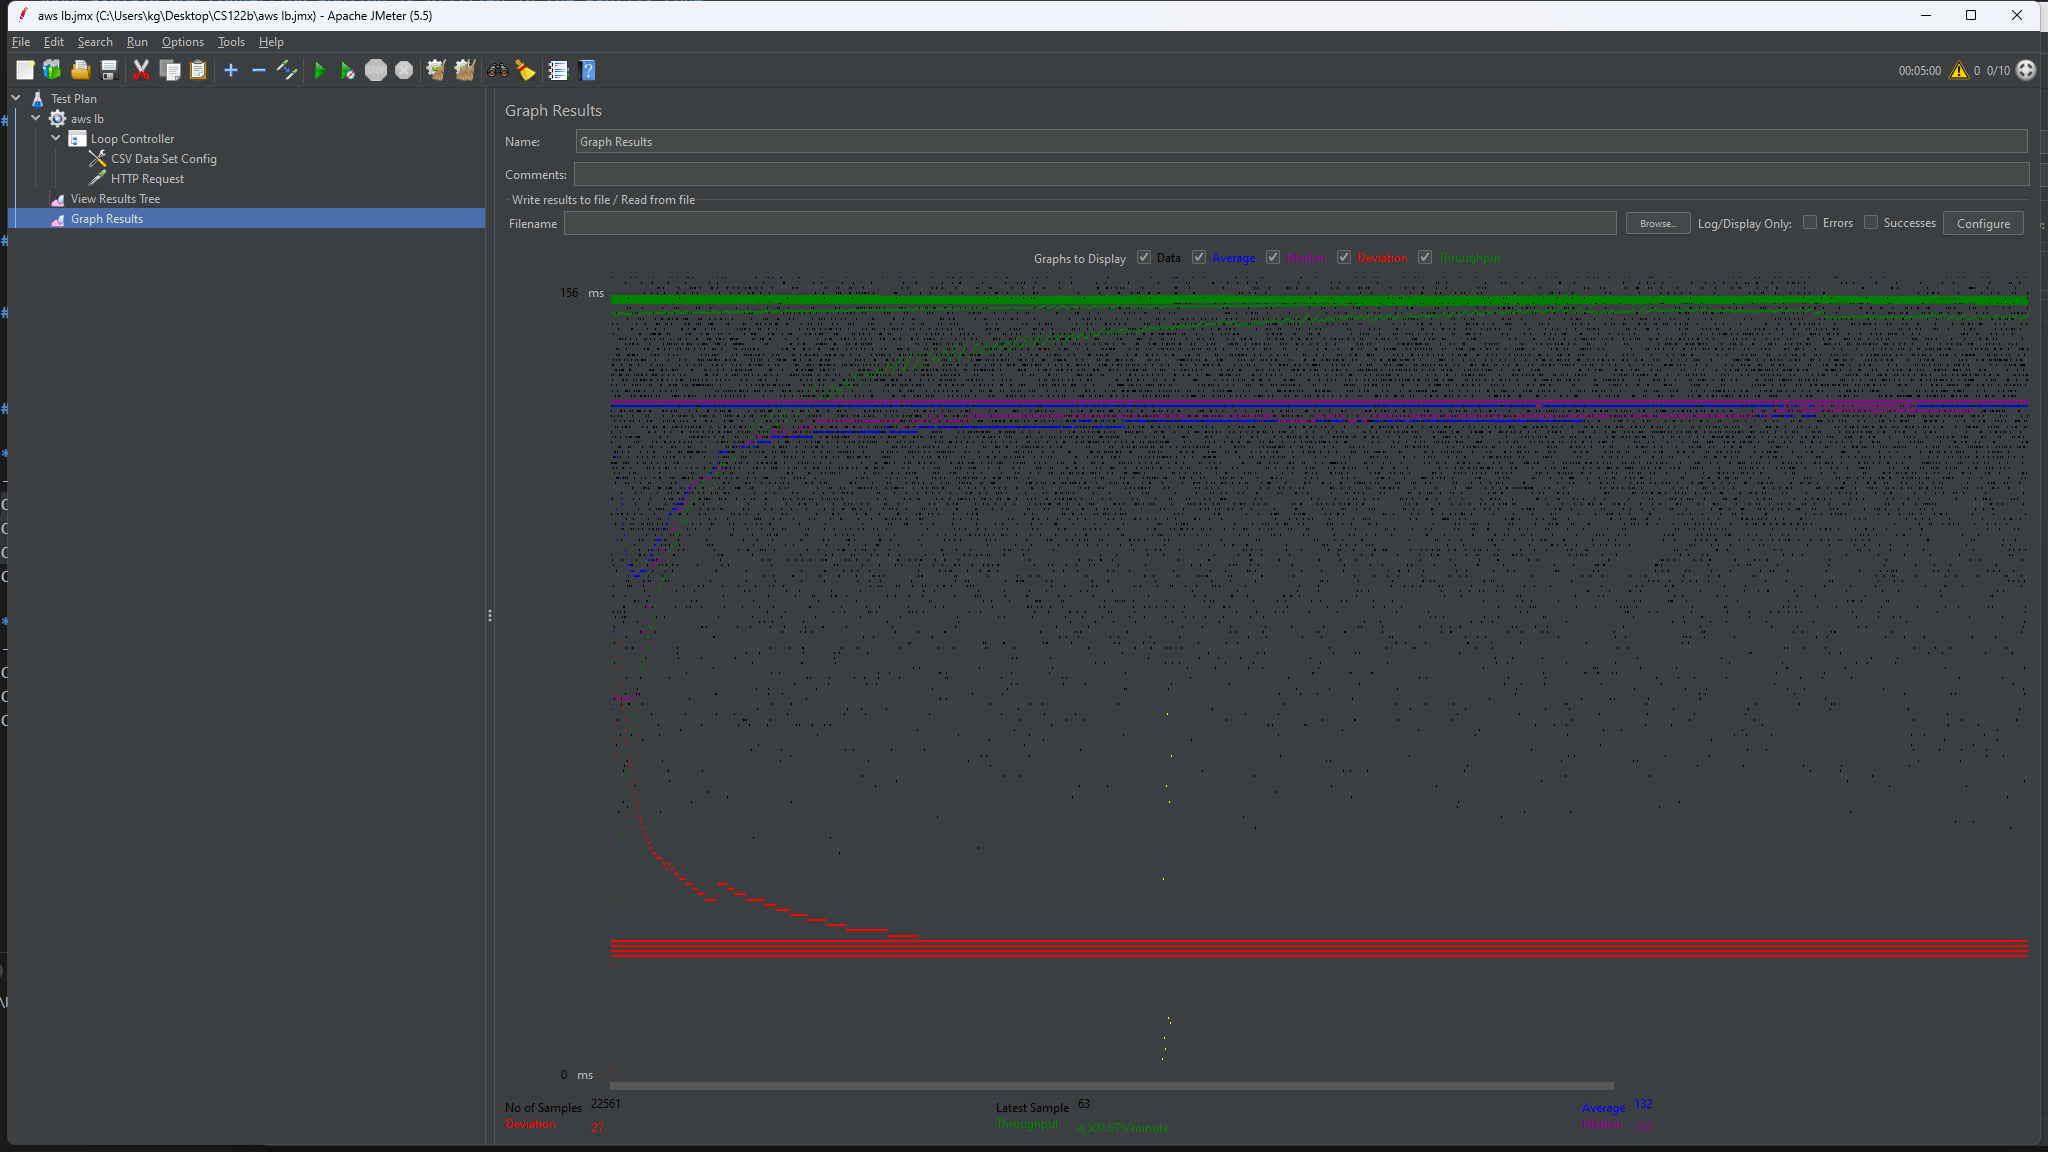 aws lb.jmx (C:\Users\kg\Desktop\CS122b\aws lb.jmx) - Apache JMeter (5.5)
File Edit Search Run Options Tools Help
00:05:00 0 0/10
Test Plan
aws lb
Loop Controller
CSV Data Set Config
HTTP Request
View Results Tree
Graph Results
Graph Results
Name: Graph Results
Comments:
Write results to file / Read from file
Filename Browse... Log/Display Only: Errors Successes Configure
Graphs to Display Data Average Median Deviation Throughput
156 ms
0 ms
No of Samples 22561 Latest Sample 63 Average 132
Deviation 27 Throughput 4,509.675/minute Median